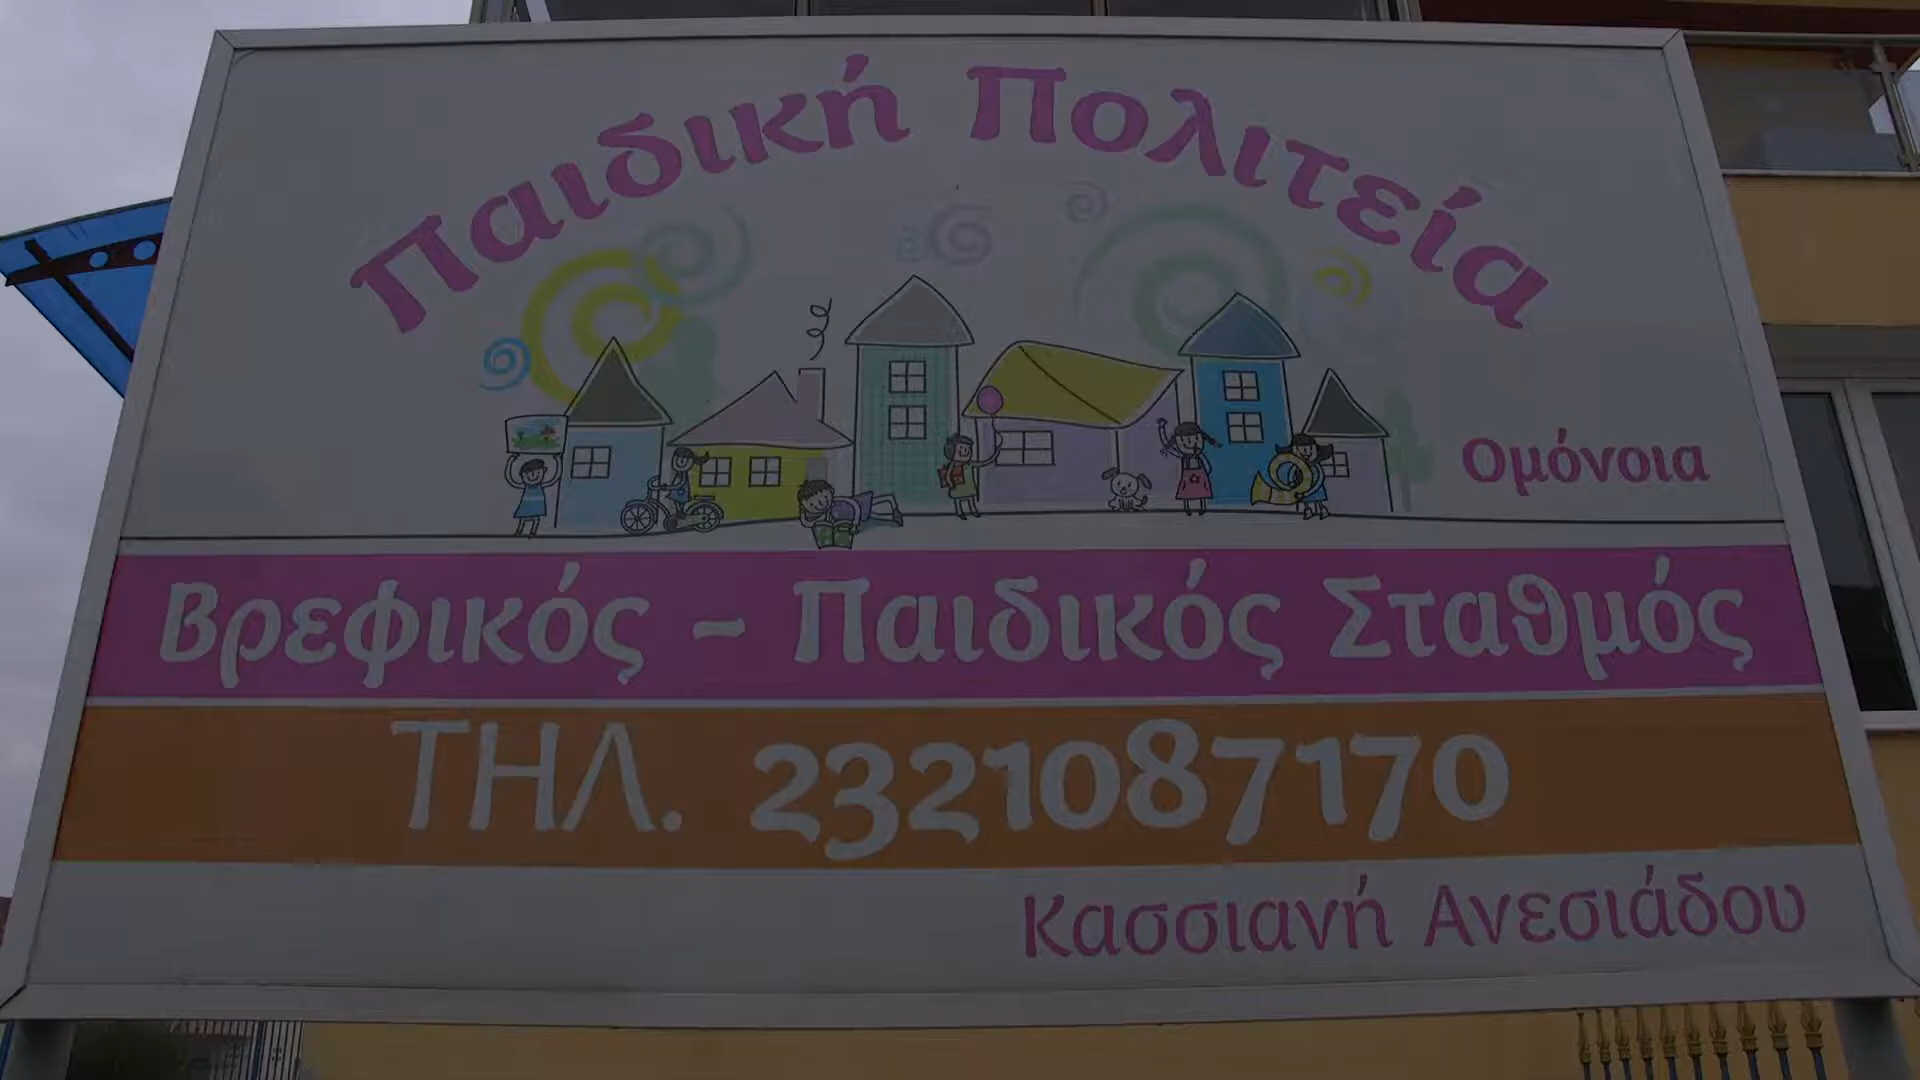 Παιδική Πολιτεία
Ομόνοια
Βρεφικός - Παιδικός Σταθμός
ΤΗΛ. 2321087170
Κασσιανή Ανεσιάδου